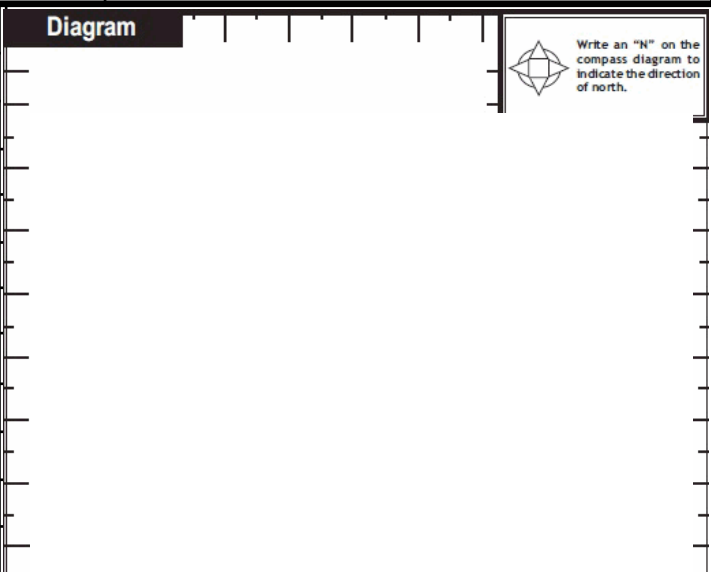 Diagram
Write an “N” on the
compass diagram to
indicate the direction
of north.